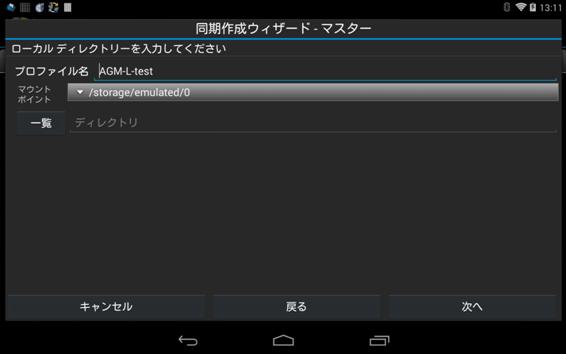 13:11
同期作成ウィザード - マスター
ローカル ディレクトリーを入力してください
プロファイル名 AGM-L-test
マウント
ポイント
/storage/emulated/0
一覧 ディレクトリ
キャンセル 戻る 次へ